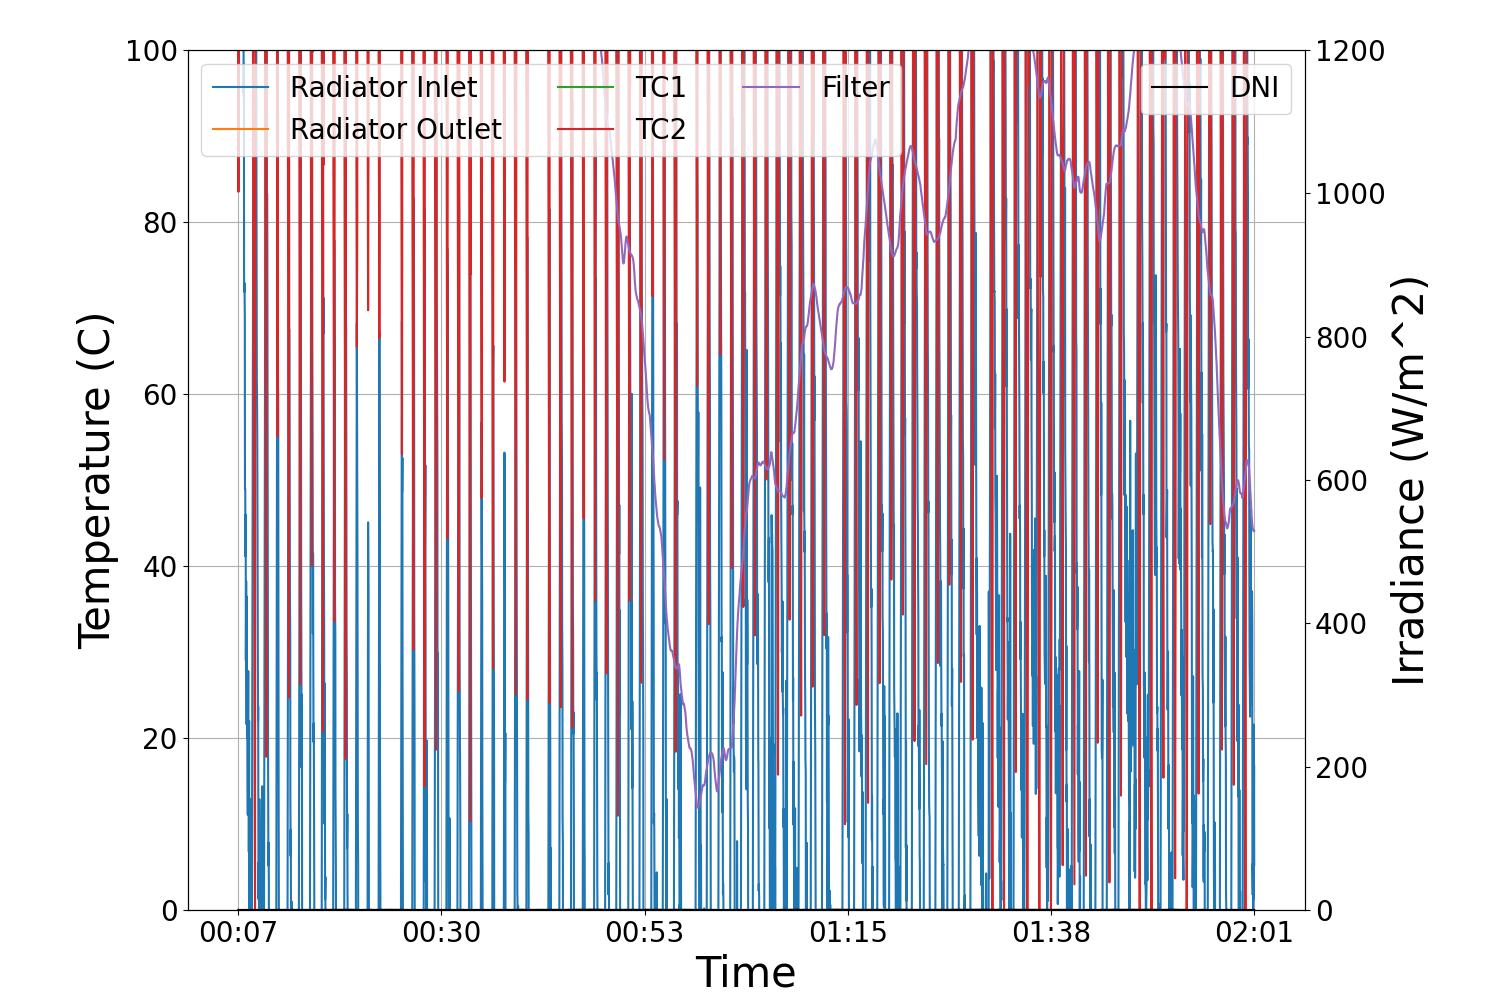 100
80
60
40
20
0
Temperature (C)
Radiator Inlet
Radiator Outlet
TC1
TC2
Filter
DNI
1200
1000
800
600
400
200
0
Irradiance (W/m^2)
00:07 00:30 00:53 01:15 01:38 02:01
Time